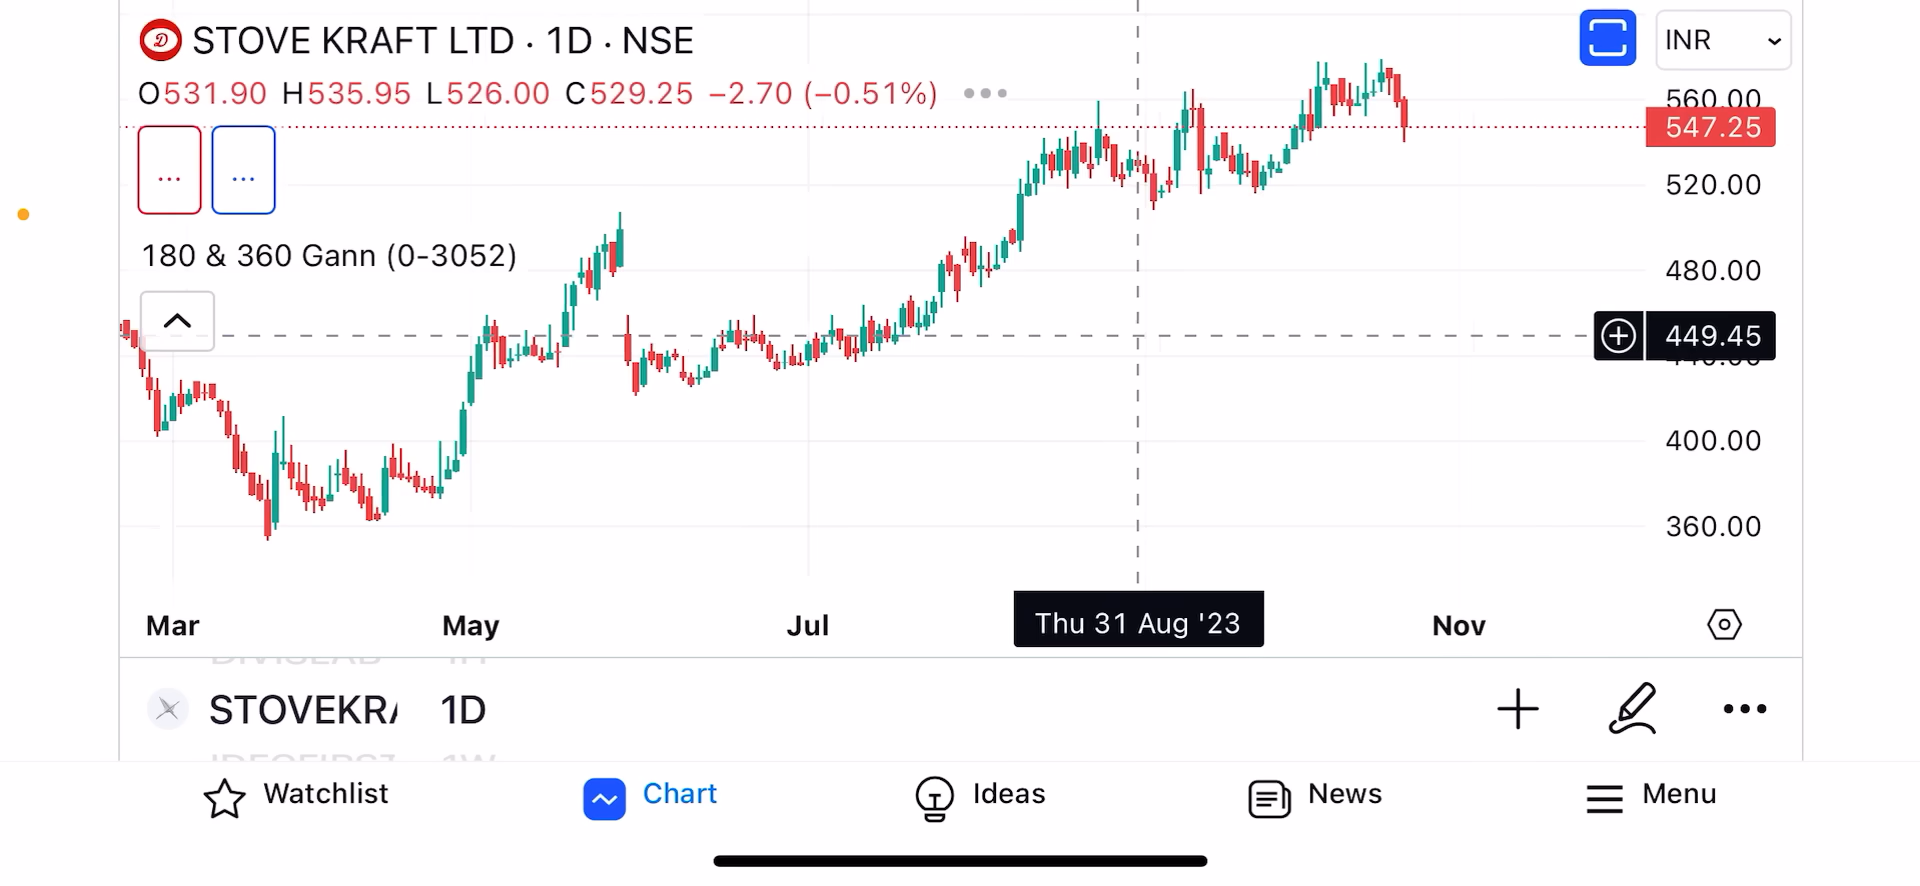 STOVE KRAFT LTD · 1D · NSE
INR
O531.90 H535.95 L526.00 C529.25 −2.70 (−0.51%)
560.00
547.25
520.00
180 & 360 Gann (0-3052)
480.00
449.45
400.00
360.00
Mar May Jul Thu 31 Aug '23 Nov
STOVEKRA 1D
Watchlist Chart Ideas News Menu